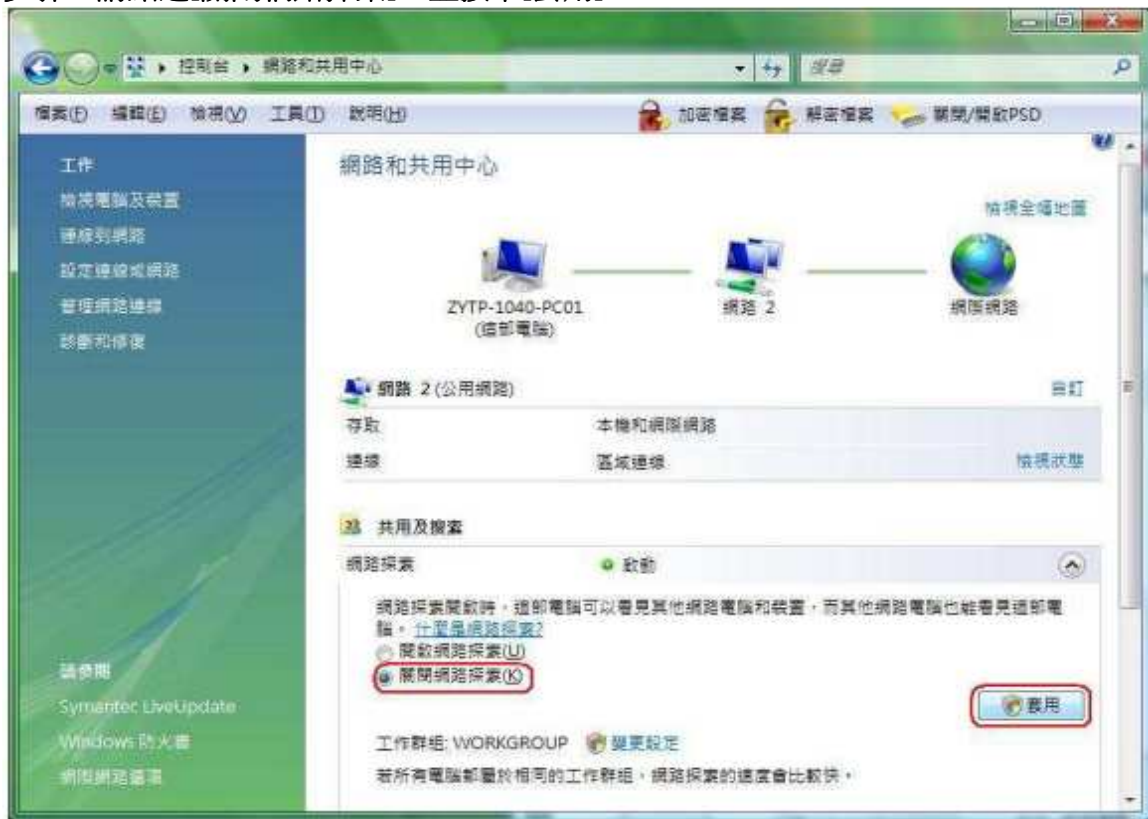 控制台 ▸ 網路和共用中心
搜尋
檔案(F) 編輯(E) 檢視(V) 工具(T) 說明(H)
加密檔案 解密檔案 關閉/開啟PSD
工作
檢視電腦及裝置
連線到網路
設定連線或網路
管理網路連線
診斷和修復
網路和共用中心
檢視全幅地圖
ZYTP-1040-PC01
(這部電腦)
網路 2
網際網路
網路 2 (公用網路)
自訂
存取 本機和網際網路
連線 區域連線 檢視狀態
共用及搜索
網路探索 啟動
網路探索開啟時，這部電腦可以看見其他網路電腦和裝置，而其他網路電腦也能看見這部電
腦。 什麼是網路探索?
開啟網路探索(U)
關閉網路探索(K)
套用
工作群組: WORKGROUP 變更設定
若所有電腦都屬於相同的工作群組，網路探索的速度會比較快。
請參閱
Symantec LiveUpdate
Windows 防火牆
網際網路選項